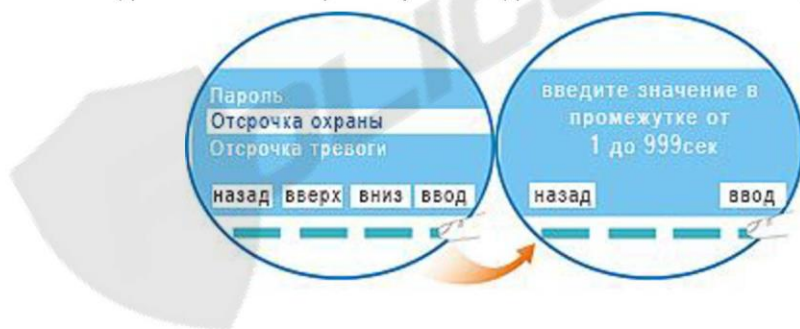 Пароль
Отсрочка охраны
Отсрочка тревоги
назад вверх вниз ввод
введите значение в
промежутке от
1 до 999сек
назад ввод